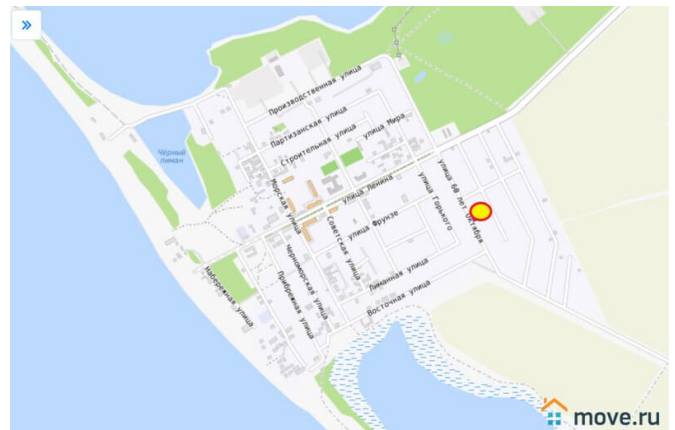 »
Производственная улица
Партизанская улица
Строительная улица
улица Мира
Чёрный
лиман
Морская улица
улица Ленина
улица 60 лет Октября
улица Горького
Советская улица
улица Фрунзе
Черноморская улица
Прибрежная улица
Набережная улица
Лиманная улица
Восточная улица
move.ru